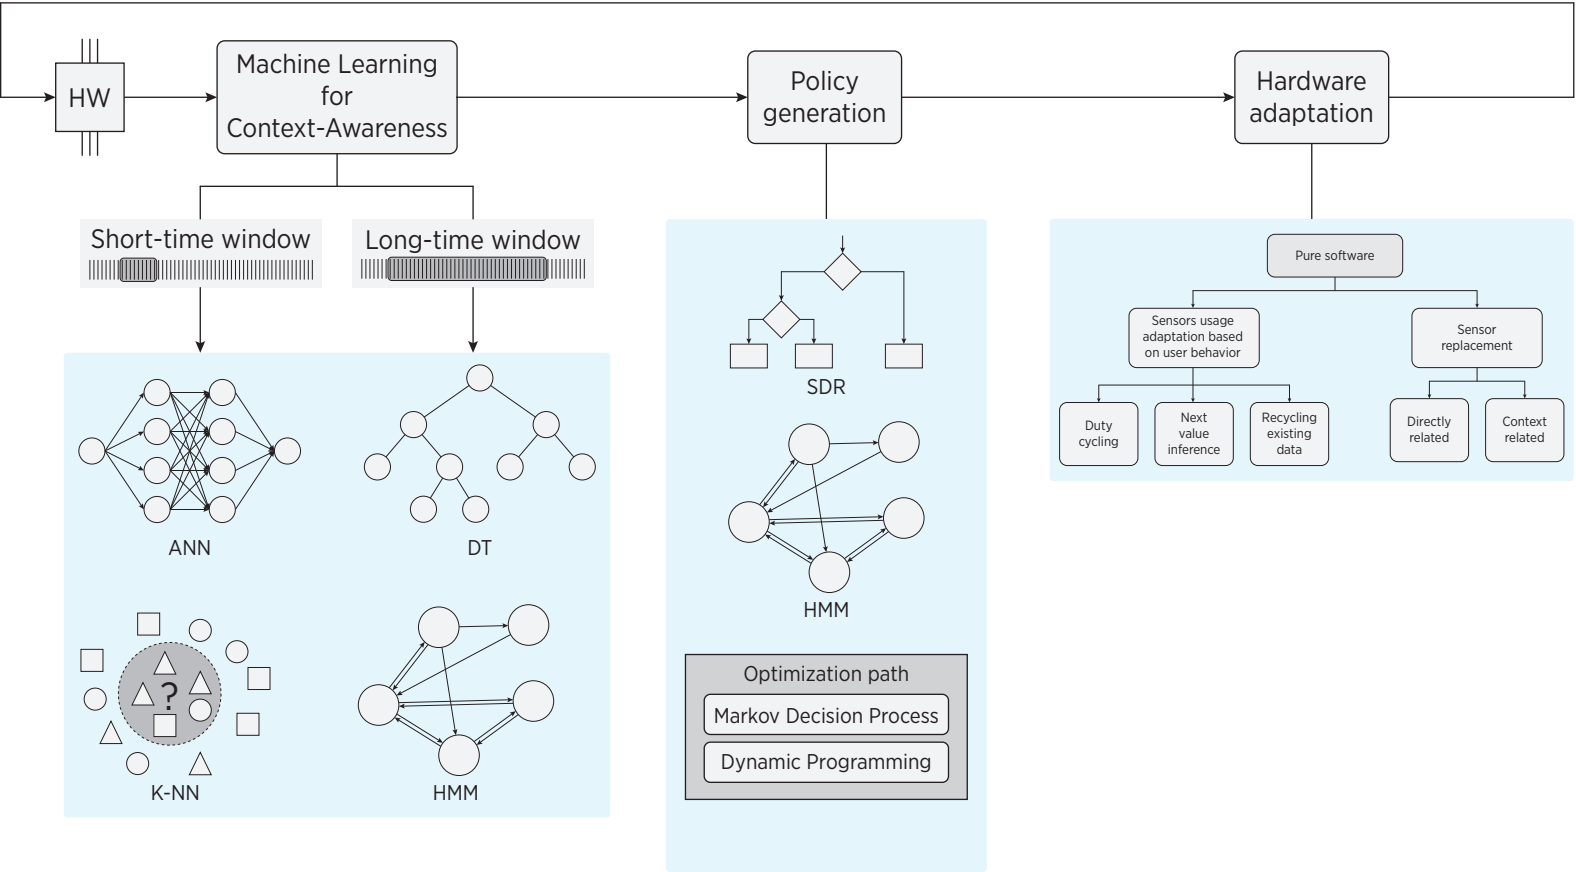 HW
Machine Learning
for
Context-Awareness
Policy
generation
Hardware
adaptation
Short-time window
Long-time window
ANN
DT
K-NN
?
HMM
SDR
HMM
Optimization path
Markov Decision Process
Dynamic Programming
Pure software
Sensors usage
adaptation based
on user behavior
Sensor
replacement
Duty
cycling
Next
value
inference
Recycling
existing
data
Directly
related
Context
related